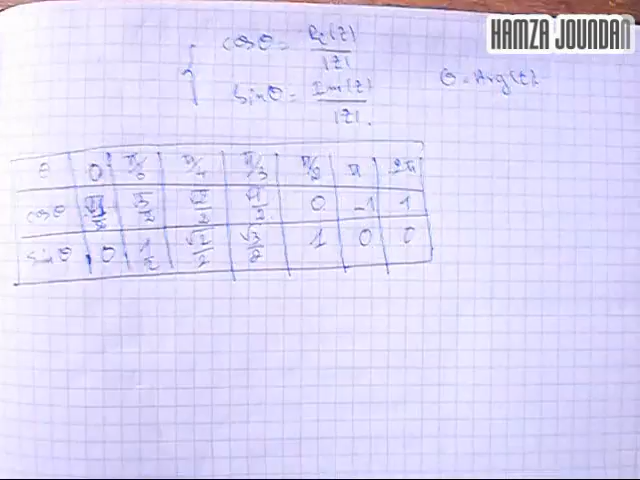 HAMZA JOUNDAN
cosθ = Re(z) / |z|
sinθ = Im(z) / |z|. θ = Arg(z)
θ 0 π/6 π/4 π/3 π/2 π 2π
cosθ √3/2 √2/2 √1/2 0 -1 1
sinθ 0 1/2 √2/2 √3/2 1 0 0